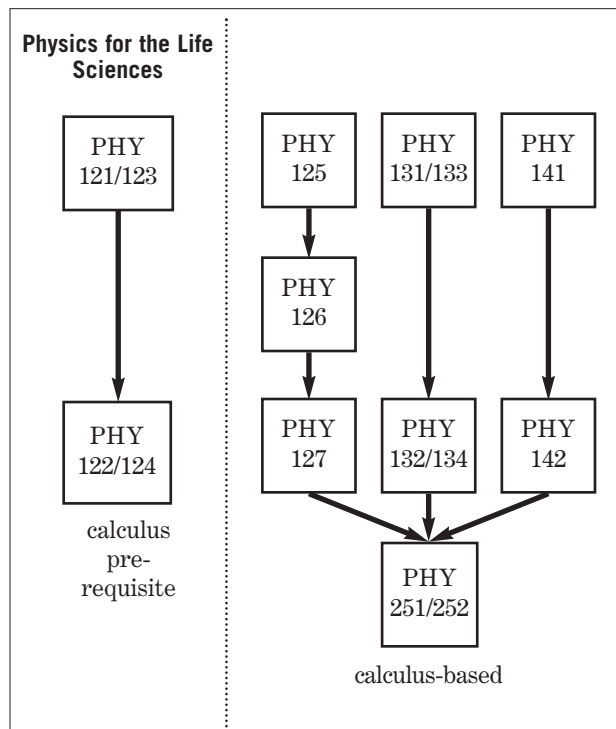 Physics for the Life
Sciences
PHY
121/123
PHY
122/124
calculus
pre-
requisite
PHY
125
PHY
131/133
PHY
141
PHY
126
PHY
127
PHY
132/134
PHY
142
PHY
251/252
calculus-based